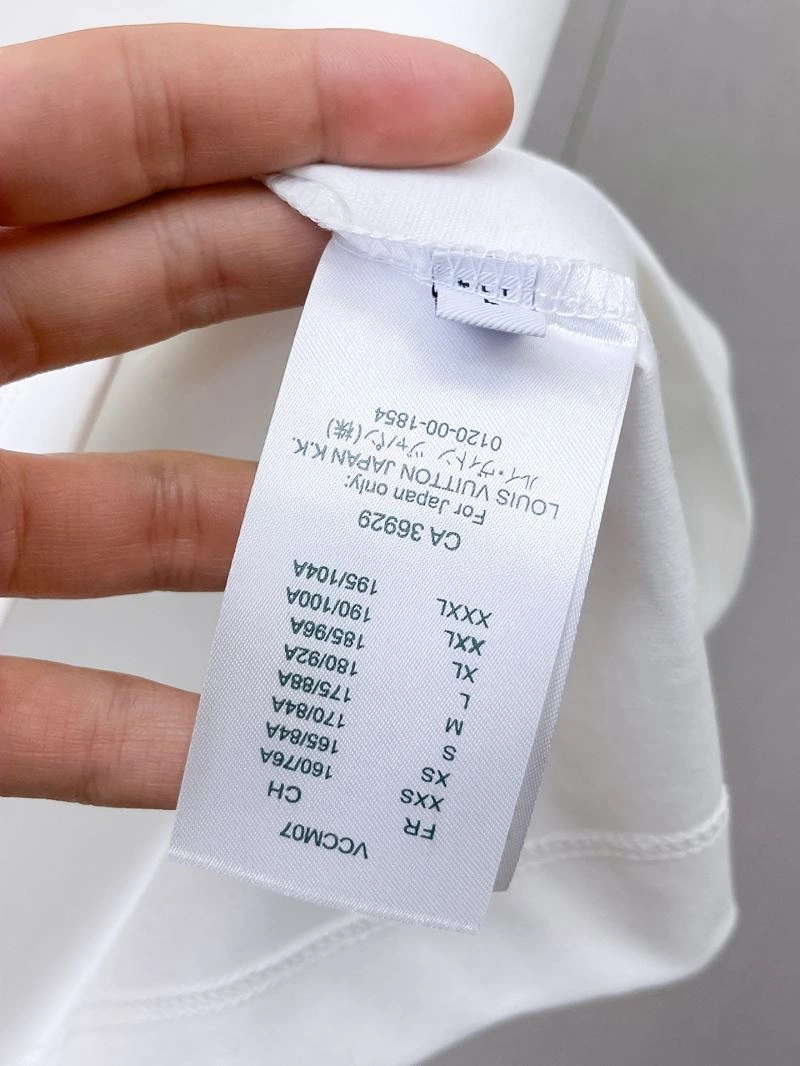 VCCM07
FR CH
XXS 160/76A
XS 165/84A
S 170/84A
M 175/88A
L 180/92A
XL 185/96A
XXL 190/100A
XXXL 195/104A
CA 36929
For Japan only:
LOUIS VUITTON JAPAN K.K.
ルイ・ヴィトン ジャパン(株)
0120-00-1854